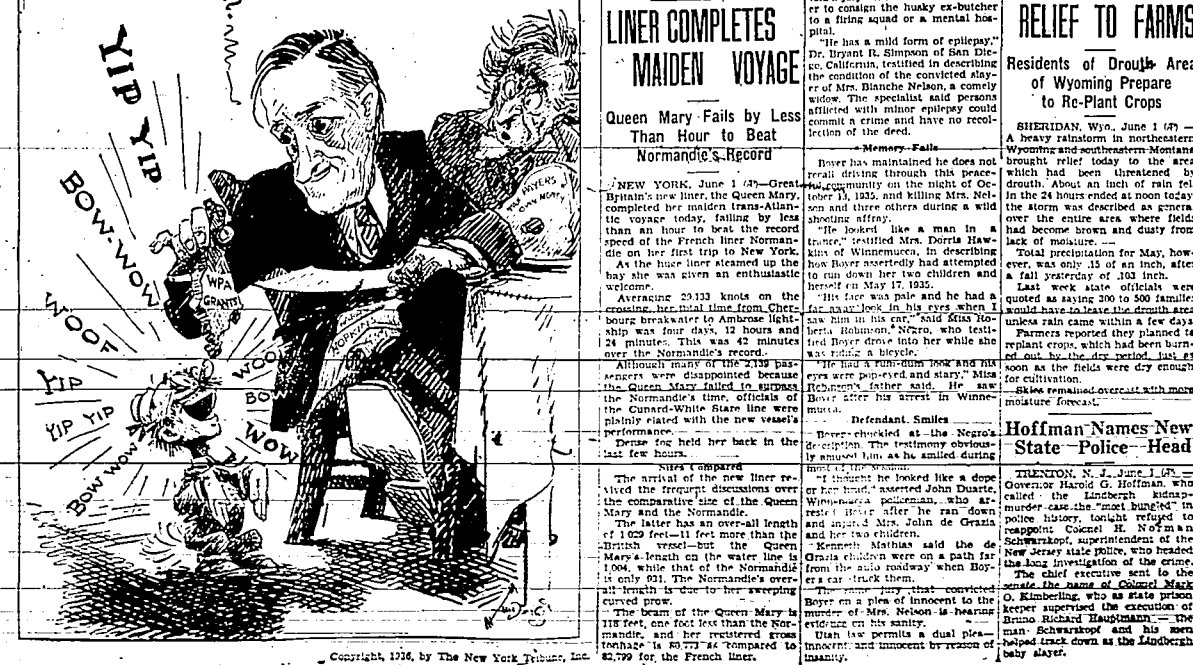 YIP
YIP
BOW-WOW
WOOF
YIP
YIP YIP
BOW-WOW
WOOF
BOW
WOW
WPA
GRANTS
HOPKINS
TAX PAYERS
OWN MONEY
Copyright, 1936, by The New York Tribune, Inc.
LINER COMPLETES
MAIDEN VOYAGE
Queen Mary Fails by Less
Than Hour to Beat
Normandie's Record
NEW YORK, June 1 (AP)—Great
Britain's new liner, the Queen Mary,
completed her maiden trans-Atlan-
tic voyage today, failing by less
than an hour to beat the record
speed of the French liner Norman-
die on her first trip to New York.
As the huge liner steamed up the
bay she was given an enthusiastic
welcome.
Averaging 29.133 knots on the
crossing, her total time from Cher-
bourg breakwater to Ambrose light-
ship was four days, 12 hours and
24 minutes. This was 42 minutes
over the Normandie's record.
Although many of the 2,139 pas-
sengers were disappointed because
the Queen Mary failed to surpass
the Normandie's time, officials of
the Cunard-White Stare line were
plainly elated with the new vessel's
performance.
Dense fog held her back in the
last few hours.
Sizes Compared
The arrival of the new liner re-
vived the frequent discussions over
the comparative size of the Queen
Mary and the Normandie.
The latter has an over-all length
of 1029 feet—11 feet more than the
British vessel—but the Queen
Mary's length on the water line is
1,004, while that of the Normandie
is only 931. The Normandie's over-
all length is due to her sweeping
curved prow.
The beam of the Queen Mary is
118 feet, one foot less than the Nor-
mandie, and her registered gross
tonnage is 80,773 as compared to
82,799 for the French liner.
er to consign the husky ex-butcher
to a firing squad or a mental hos-
pital.
"He has a mild form of epilepsy,"
Dr. Bryant R. Simpson of San Die-
go, California, testified in describing
the condition of the convicted slay-
er of Mrs. Blanche Nelson, a comely
widow. The specialist said persons
afflicted with minor epilepsy could
commit a crime and have no recol-
lection of the deed.
Memory Fails
Boyer has maintained he does not
recall driving through this peace-
ful community on the night of Oc-
tober 13, 1935, and killing Mrs. Nel-
son and three others during a wild
shooting affray.
"He looked like a man in a
trance," testified Mrs. Dorris Haw-
kins of Winnemucca, in describing
how Boyer assertedly had attempted
to run down her two children and
herself on May 17, 1935.
"His face was pale and he had a
far away look in his eyes when I
saw him in his car," said Miss Ro-
berta Robinson, Negro, who testi-
fied Boyer drove into her while she
was riding a bicycle.
"He had a rum-dum look and his
eyes were pop-eyed and stary," Miss
Robinson's father said. He saw
Boyer after his arrest in Winne-
mucca.
Defendant Smiles
Boyer chuckled at the Negro's
description. The testimony obvious-
ly amused him as he smiled during
most of the session.
"I thought he looked like a dope
or hop head," asserted John Duarte,
Winnemucca policeman, who ar-
rested Boyer after he ran down
and injured Mrs. John de Grazia
and her two children.
Kenneth Mathias said the de
Grazia children were on a path far
from the auto roadway when Boy-
er's car struck them.
The same jury that convicted
Boyer on a plea of innocent to the
murder of Mrs. Nelson is hearing
evidence on his sanity.
Utah law permits a dual plea—
innocent and innocent by reason of
insanity.
RELIEF TO FARMS
Residents of Drouth Area
of Wyoming Prepare
to Re-Plant Crops
SHERIDAN, Wyo., June 1 (AP)—
A heavy rainstorm in northeastern
Wyoming and southeastern Montana
brought relief today to the area
which had been threatened by
drouth. About an inch of rain fell
in the 24 hours ended at noon today.
the storm was described as general
over the entire area where fields
had become brown and dusty from
lack of moisture.
Total precipitation for May, how-
ever, was only .15 of an inch, after
a fall yesterday of .103 inch.
Last week state officials were
quoted as saying 300 to 500 families
would have to leave the drouth area
unless rain came within a few days.
Farmers reported they planned to
replant crops, which had been burn-
ed out by the dry period, just as
soon as the fields were dry enough
for cultivation.
Skies remained overcast with more
moisture forecast.
Hoffman Names New
State Police Head
TRENTON, N. J., June 1 (AP)—
Governor Harold G. Hoffman, who
called the Lindbergh kidnap-
murder case the "most bungled" in
police history, tonight refused to
reappoint Colonel H. Norman
Schwarzkopf, superintendent of the
New Jersey state police, who headed
the long investigation of the crime.
The chief executive sent to the
senate the name of Colonel Mark
O. Kimberling, who as state prison
keeper supervised the execution of
Bruno Richard Hauptmann — the
man Schwarzkopf and his men
helped track down as the Lindbergh
baby slayer.